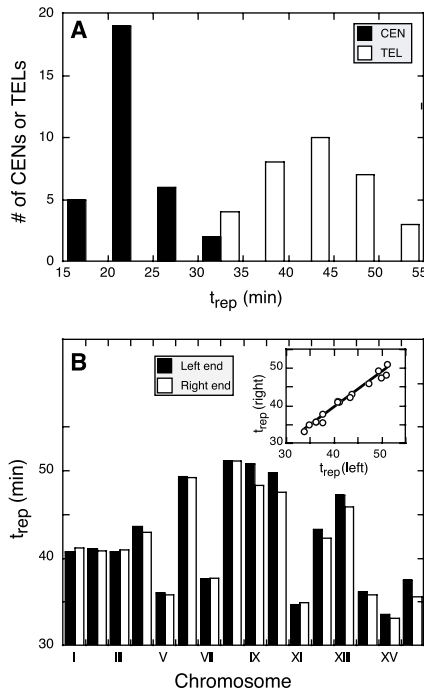 A
CEN
TEL
# of CENs or TELs
20
15
10
5
0
15 20 25 30 35 40 45 50 55
t_rep (min)
B
Left end
Right end
t_rep (right)
50
40
30
30 40 50
t_rep (left)
t_rep (min)
50
40
30
I III V VII IX XI XIII XV
Chromosome